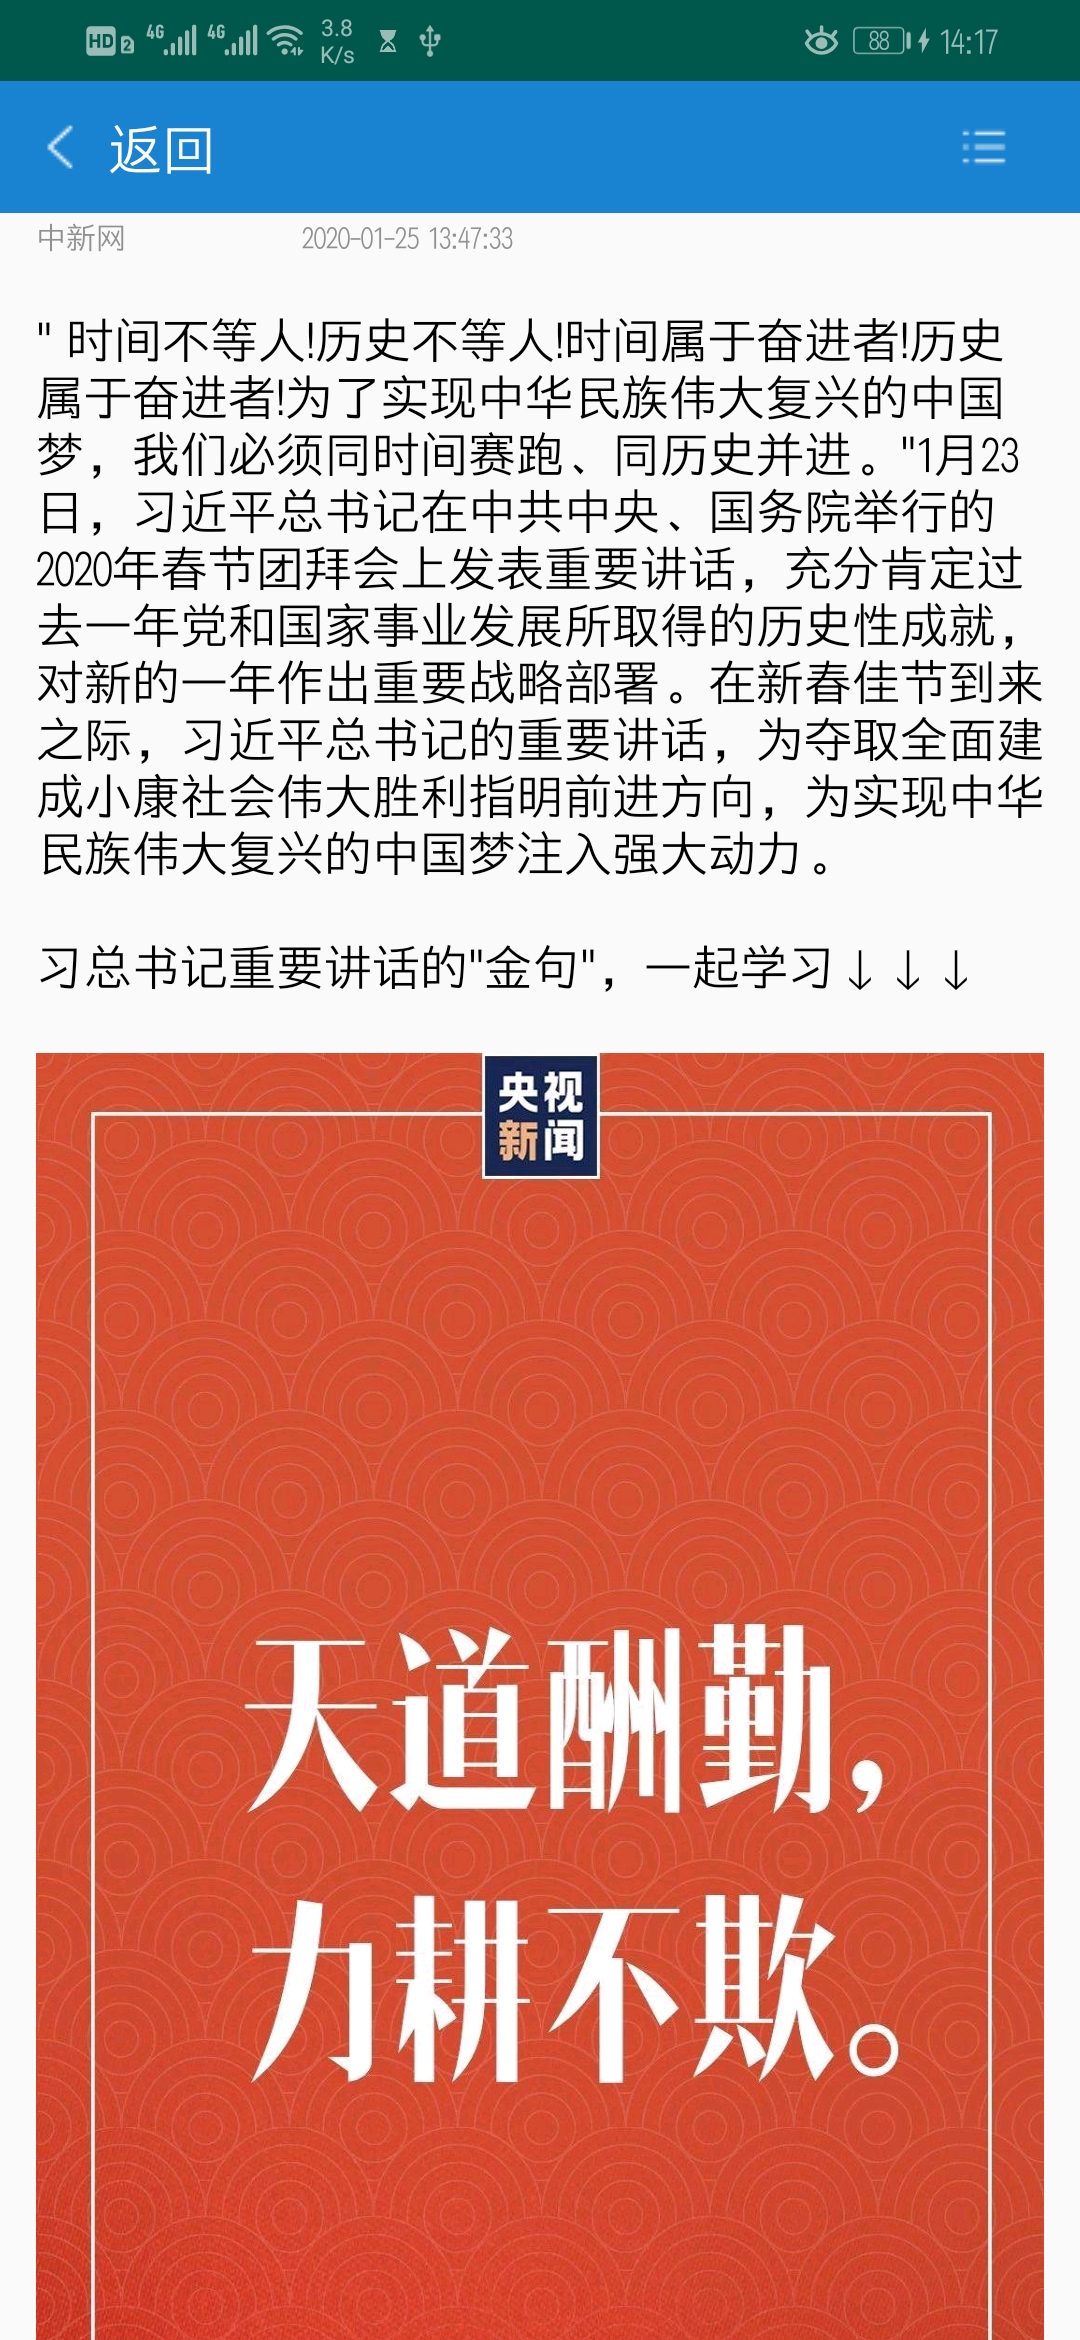 HD 2 4G 4G 3.8 K/s 88 14:17
返回
中新网 2020-01-25 13:47:33
" 时间不等人!历史不等人!时间属于奋进者!历史
属于奋进者!为了实现中华民族伟大复兴的中国
梦，我们必须同时间赛跑、同历史并进。"1月23
日，习近平总书记在中共中央、国务院举行的
2020年春节团拜会上发表重要讲话，充分肯定过
去一年党和国家事业发展所取得的历史性成就，
对新的一年作出重要战略部署。在新春佳节到来
之际，习近平总书记的重要讲话，为夺取全面建
成小康社会伟大胜利指明前进方向，为实现中华
民族伟大复兴的中国梦注入强大动力。
习总书记重要讲话的"金句"，一起学习↓↓↓
央视
新闻
天道酬勤，
力耕不欺。